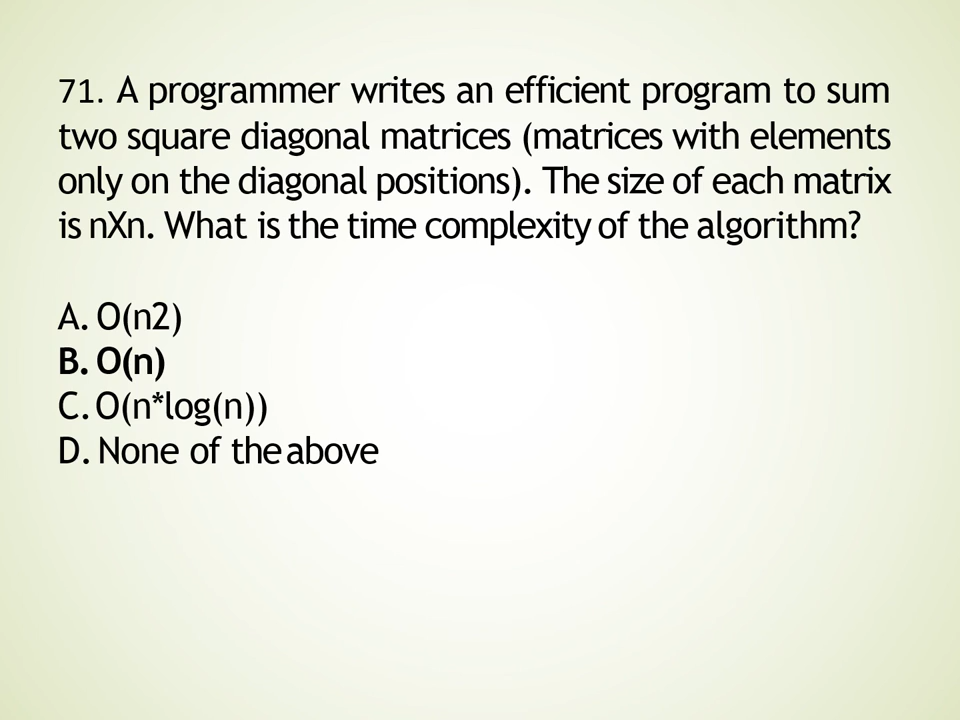 71. A programmer writes an efficient program to sum
two square diagonal matrices (matrices with elements
only on the diagonal positions). The size of each matrix
is nXn. What is the time complexity of the algorithm?
A. O(n2)
B. O(n)
C. O(n*log(n))
D. None of the above